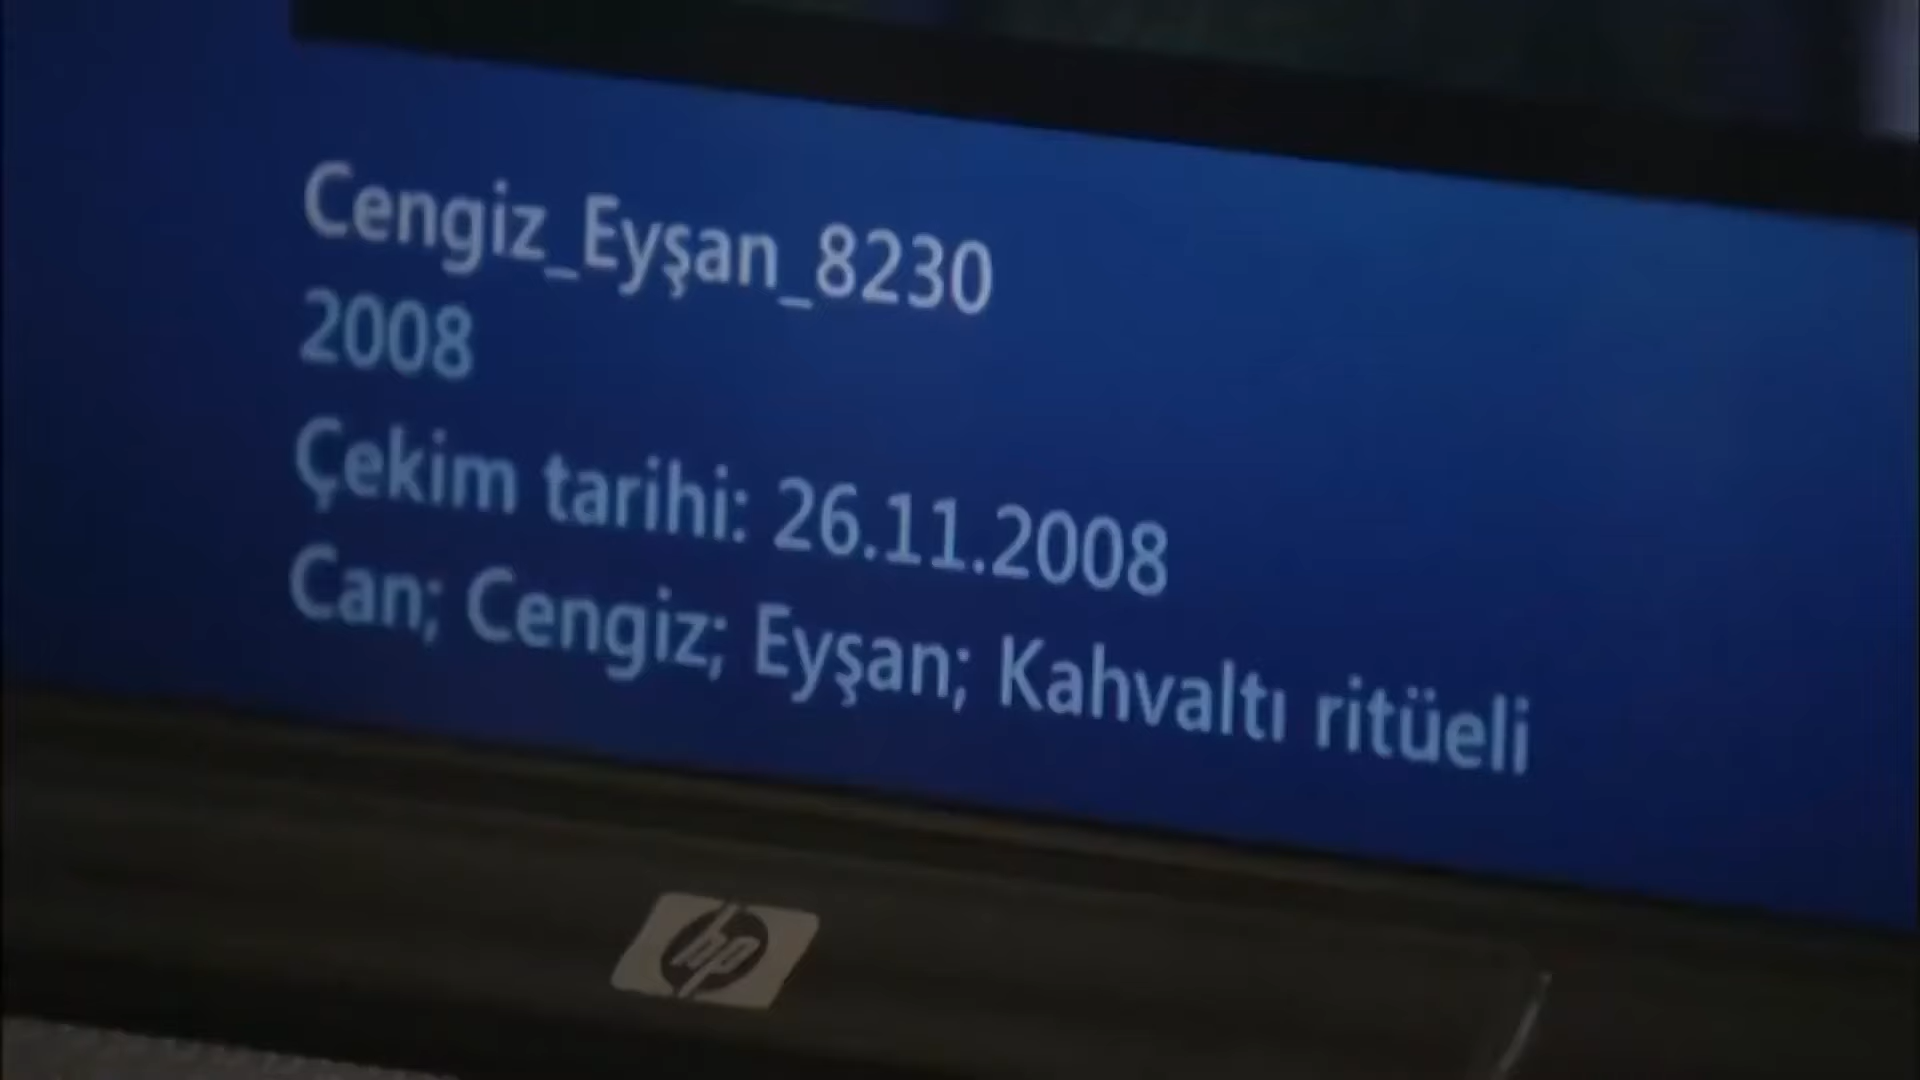 Cengiz_Eyşan_8230
2008
Çekim tarihi: 26.11.2008
Can; Cengiz; Eyşan; Kahvaltı ritüeli
hp